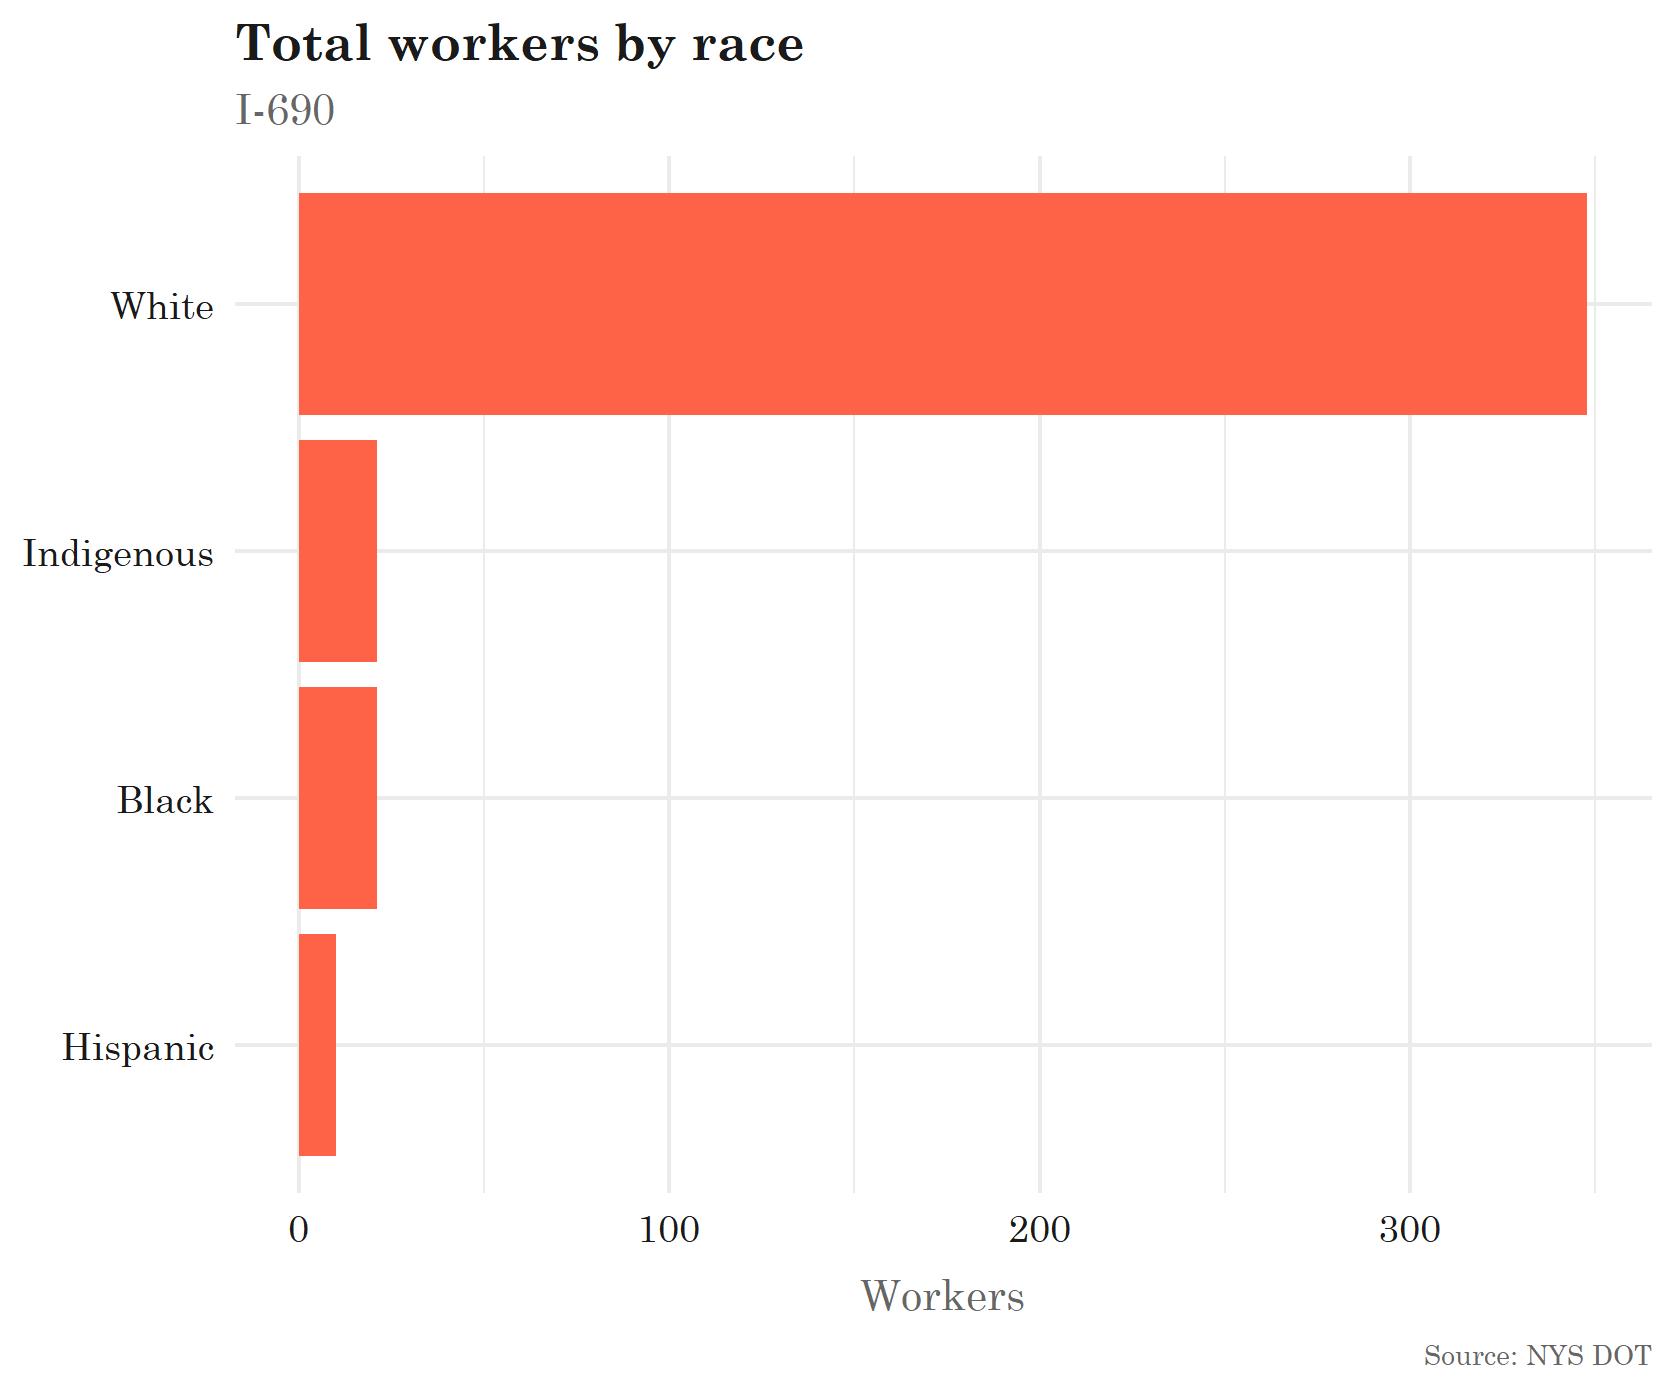 Total workers by race
I-690
White
Indigenous
Black
Hispanic
0 100 200 300
Workers
Source: NYS DOT